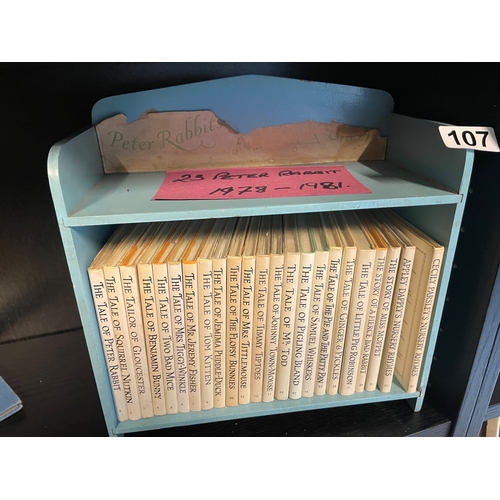 Peter Rabbit
107
23 PETER RABBIT
1978 - 1981.
THE TALE OF PETER RABBIT
THE TALE OF SQUIRREL NUTKIN
THE TAILOR OF GLOUCESTER
THE TALE OF BENJAMIN BUNNY
THE TALE OF TWO BAD MICE
THE TALE OF MRS. TIGGY-WINKLE
THE TALE OF MR. JEREMY FISHER
THE TALE OF TOM KITTEN
THE TALE OF JEMIMA PUDDLE-DUCK
THE TALE OF THE FLOPSY BUNNIES
THE TALE OF MRS. TITTLEMOUSE
THE TALE OF TIMMY TIPTOES
THE TALE OF JOHNNY TOWN-MOUSE
THE TALE OF MR. TOD
THE TALE OF PIGLING BLAND
THE TALE OF SAMUEL WHISKERS
THE TALE OF THE PIE AND THE PATTY-PAN
THE TALE OF GINGER & PICKLES
THE TALE OF LITTLE PIG ROBINSON
THE STORY OF A FIERCE BAD RABBIT
THE STORY OF MISS MOPPET
APPLEY DAPPLY'S NURSERY RHYMES
CECILY PARSLEY'S NURSERY RHYMES